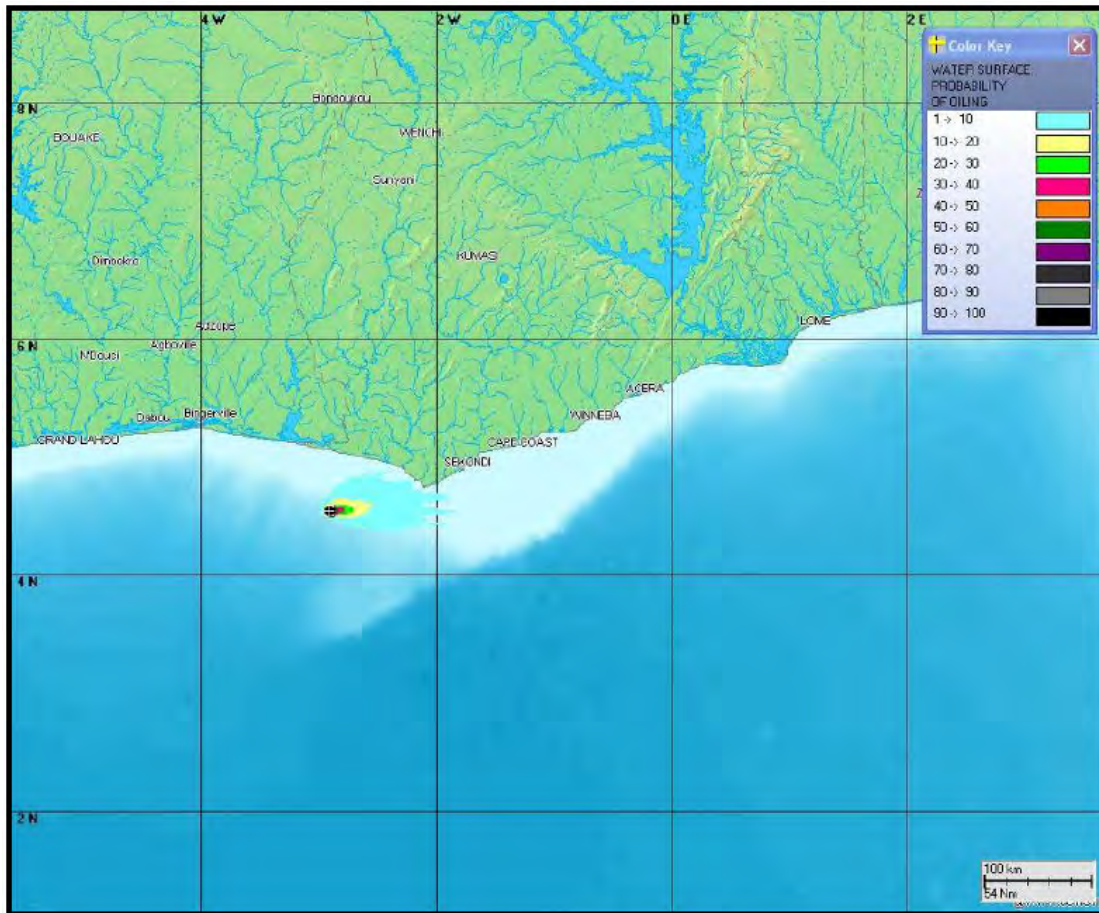 4 W
2 W
0 E
2 E
Color Key
WATER SURFACE
PROBABILITY
OF OILING
1 -> 10
10 -> 20
20 -> 30
30 -> 40
40 -> 50
50 -> 60
60 -> 70
70 -> 80
80 -> 90
90 -> 100
8 N
Bondoukou
BOUAKE
WENCHI
Sunyani
Dimbokro
KUMASI
Adzope
LOME
6 N
Agboville
ACERA
Dabou
Bingerville
WINNEBA
GRAND LAHOU
CAPE COAST
SEKONDI
4 N
2 N
100 km
54 Nm